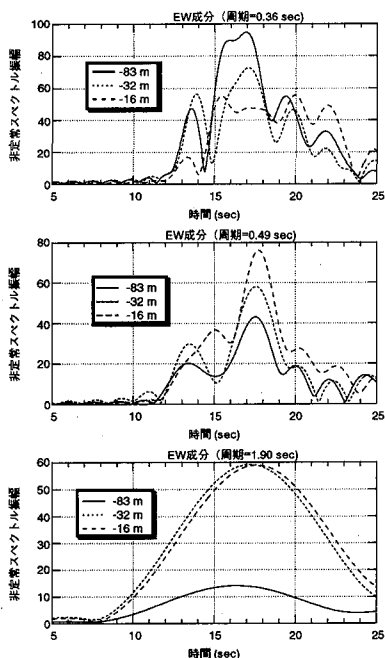 EW成分 (周期=0.36 sec)
100
80
60
40
20
0
非定常スペクトル振幅
-83 m
-32 m
-16 m
5 10 15 20 25
時間 (sec)
EW成分 (周期=0.49 sec)
80
60
40
20
0
非定常スペクトル振幅
-83 m
-32 m
-16 m
5 10 15 20 25
時間 (sec)
EW成分 (周期=1.90 sec)
60
50
40
30
20
10
0
非定常スペクトル振幅
-83 m
-32 m
-16 m
5 10 15 20 25
時間 (sec)